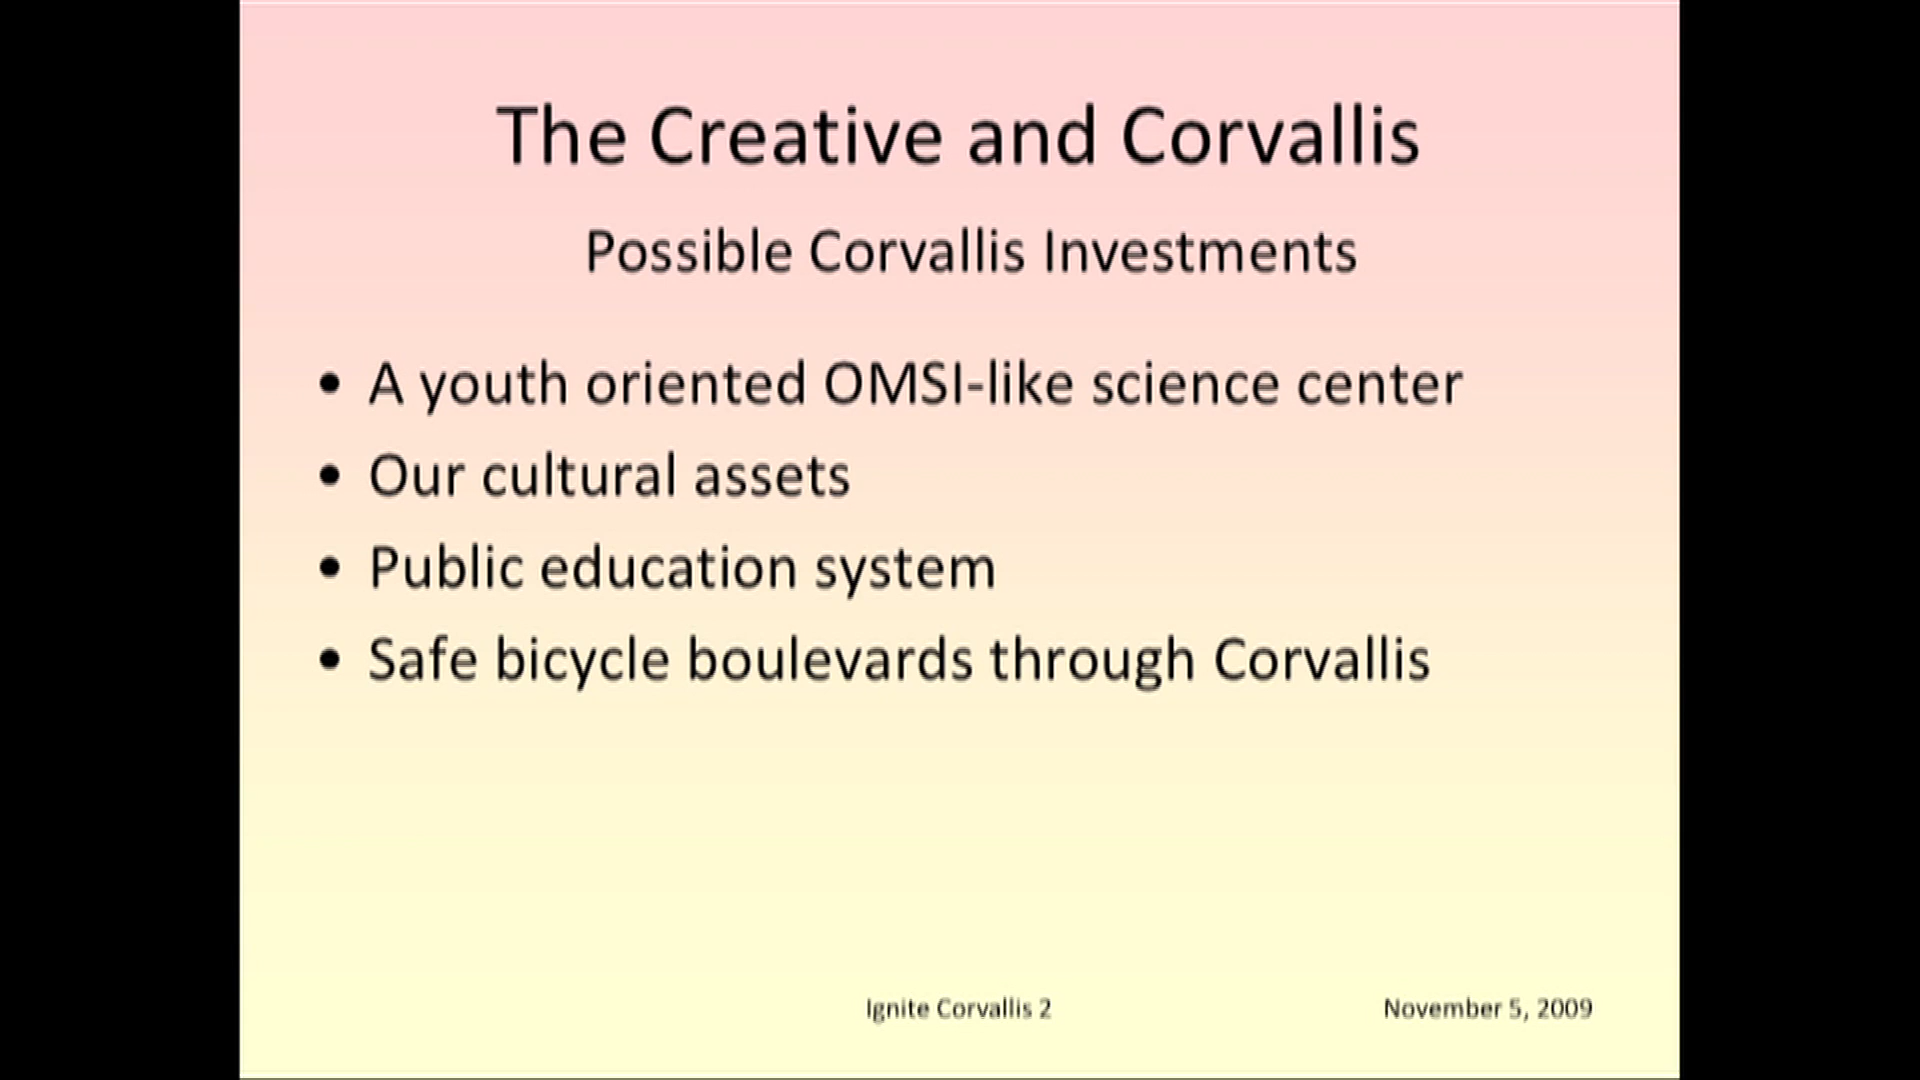 The Creative and Corvallis
Possible Corvallis Investments
• A youth oriented OMSI-like science center
• Our cultural assets
• Public education system
• Safe bicycle boulevards through Corvallis
Ignite Corvallis 2
November 5, 2009